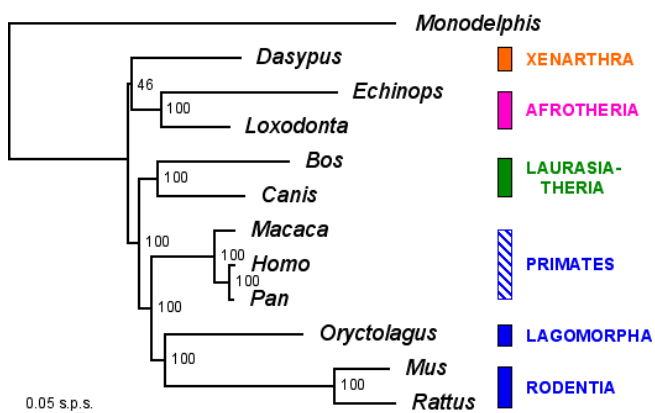 Monodelphis
Dasypus
XENARTHRA
46
Echinops
100
AFROTHERIA
Loxodonta
Bos
LAURASIA-
THERIA
100
Canis
Macaca
100
100
Homo
PRIMATES
100
Pan
100
Oryctolagus
LAGOMORPHA
100
Mus
100
RODENTIA
Rattus
0.05 s.p.s.